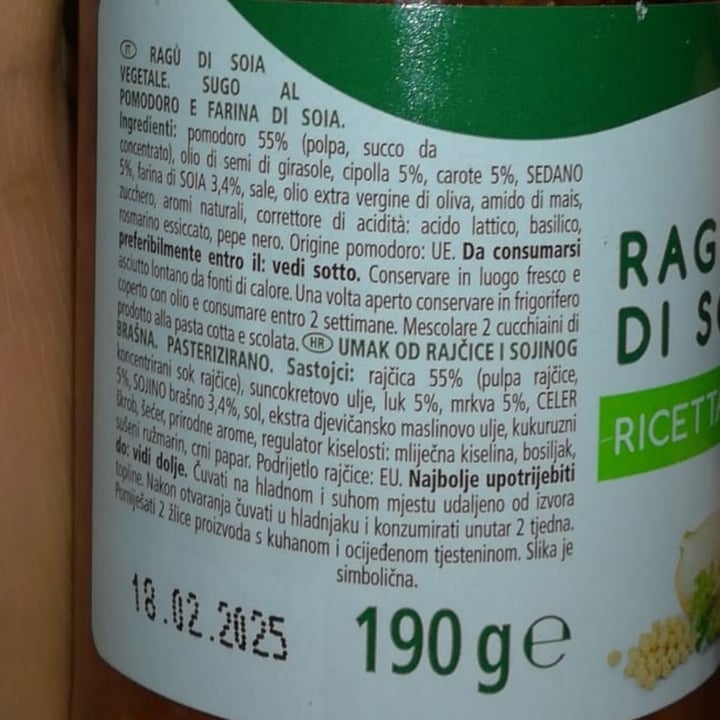 IT RAGÙ DI SOIA
VEGETALE. SUGO AL
POMODORO E FARINA DI SOIA.
Ingredienti: pomodoro 55% (polpa, succo da
concentrato), olio di semi di girasole, cipolla 5%, carote 5%, SEDANO
5%, farina di SOIA 3,4%, sale, olio extra vergine di oliva, amido di mais,
zucchero, aromi naturali, correttore di acidità: acido lattico, basilico,
rosmarino essiccato, pepe nero. Origine pomodoro: UE. Da consumarsi
preferibilmente entro il: vedi sotto. Conservare in luogo fresco e
asciutto lontano da fonti di calore. Una volta aperto conservare in frigorifero
coperto con olio e consumare entro 2 settimane. Mescolare 2 cucchiaini di
prodotto alla pasta cotta e scolata. HR UMAK OD RAJČICE I SOJINOG
BRAŠNA. PASTERIZIRANO. Sastojci: rajčica 55% (pulpa rajčice,
koncentrirani sok rajčice), suncokretovo ulje, luk 5%, mrkva 5%, CELER
5%, SOJINO brašno 3,4%, sol, ekstra djevičansko maslinovo ulje, kukuruzni
škrob, šećer, prirodne arome, regulator kiselosti: mliječna kiselina, bosiljak,
sušeni ružmarin, crni papar. Podrijetlo rajčice: EU. Najbolje upotrijebiti
do: vidi dolje. Čuvati na hladnom i suhom mjestu udaljeno od izvora
topline. Nakon otvaranja čuvati u hladnjaku i konzumirati unutar 2 tjedna.
Pomiješati 2 žlice proizvoda s kuhanom i ocijeđenom tjesteninom. Slika je
simbolična.
18.02.2025
190 g e
RAG
DI S
RICETT